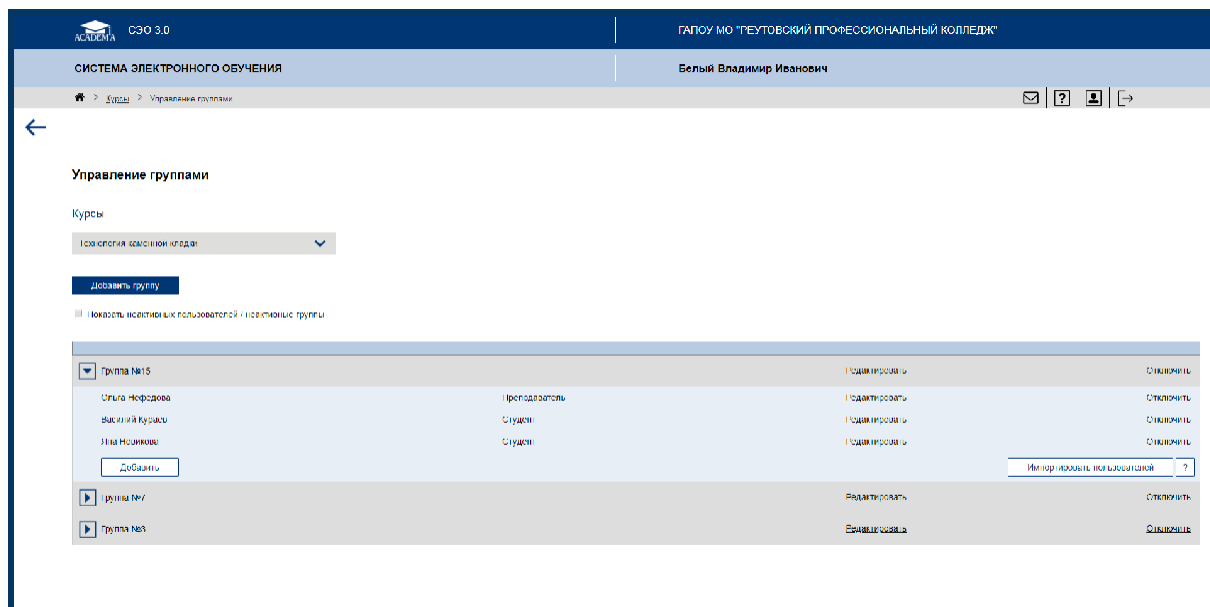 ACADEM'A СЭО 3.0 ГАПОУ МО "РЕУТОВСКИЙ ПРОФЕССИОНАЛЬНЫЙ КОЛЛЕДЖ"
СИСТЕМА ЭЛЕКТРОННОГО ОБУЧЕНИЯ Белый Владимир Иванович
> Курсы > Управление группами ?
Управление группами
Курсы
Технология каменной кладки
Добавить группу
Показать неактивных пользователей / неактивные группы
Группа №15 Редактировать Отключить
Ольга Нефедова Преподаватель Редактировать Отключить
Василий Кураев Студент Редактировать Отключить
Яна Новикова Студент Редактировать Отключить
Добавить Импортировать пользователей ?
Группа №7 Редактировать Отключить
Группа №3 Редактировать Отключить